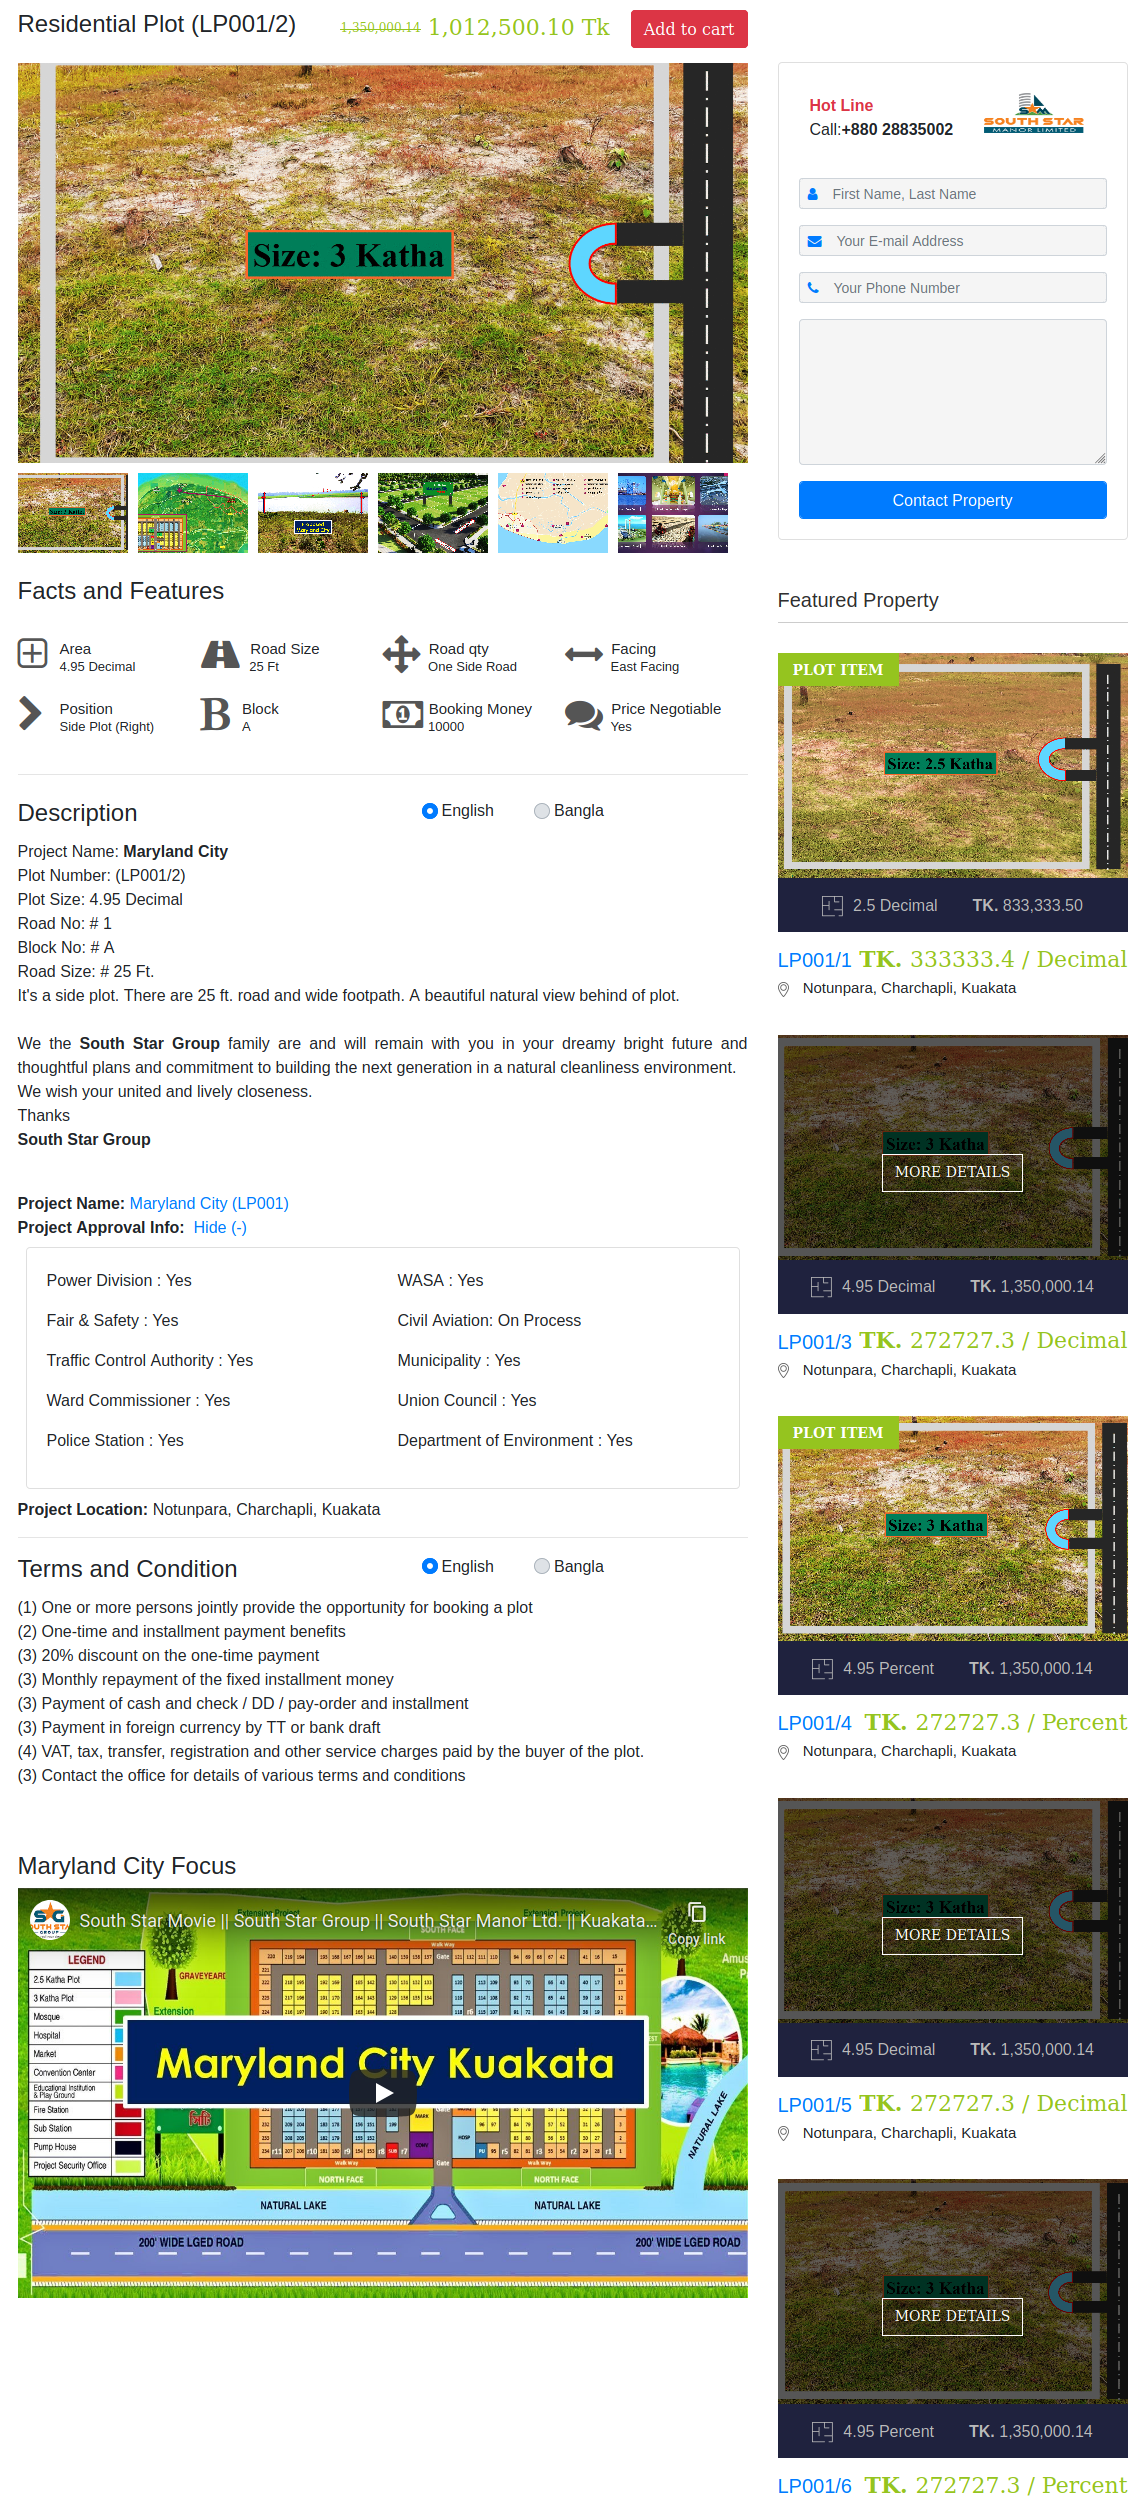 Residential Plot (LP001/2)
1,350,000.14 1,012,500.10 Tk
Add to cart
Size: 3 Katha
Facts and Features
Area
4.95 Decimal
Road Size
25 Ft
Road qty
One Side Road
Facing
East Facing
Position
Side Plot (Right)
B
Block
A
Booking Money
10000
Price Negotiable
Yes
Description
English
Bangla
Project Name: Maryland City
Plot Number: (LP001/2)
Plot Size: 4.95 Decimal
Road No: # 1
Block No: # A
Road Size: # 25 Ft.
It's a side plot. There are 25 ft. road and wide footpath. A beautiful natural view behind of plot.
We the South Star Group family are and will remain with you in your dreamy bright future and
thoughtful plans and commitment to building the next generation in a natural cleanliness environment.
We wish your united and lively closeness.
Thanks
South Star Group
Project Name: Maryland City (LP001)
Project Approval Info: Hide (-)
Power Division : Yes
WASA : Yes
Fair & Safety : Yes
Civil Aviation: On Process
Traffic Control Authority : Yes
Municipality : Yes
Ward Commissioner : Yes
Union Council : Yes
Police Station : Yes
Department of Environment : Yes
Project Location: Notunpara, Charchapli, Kuakata
Terms and Condition
English
Bangla
(1) One or more persons jointly provide the opportunity for booking a plot
(2) One-time and installment payment benefits
(3) 20% discount on the one-time payment
(3) Monthly repayment of the fixed installment money
(3) Payment of cash and check / DD / pay-order and installment
(3) Payment in foreign currency by TT or bank draft
(4) VAT, tax, transfer, registration and other service charges paid by the buyer of the plot.
(3) Contact the office for details of various terms and conditions
Maryland City Focus
South Star Movie || South Star Group || South Star Manor Ltd. || Kuakata...
Copy link
LEGEND
2.5 Katha Plot
3 Katha Plot
Mosque
Hospital
Market
Convention Center
Educational Institution
& Play Ground
Fire Station
Sub Station
Pump House
Project Security Office
GRAVEYARD
Extension
SOUTH FACE
Walk Way
Gate
Maryland City Kuakata
Walk Way
Gate
NORTH FACE
NORTH FACE
NATURAL LAKE
NATURAL LAKE
NATURAL LAKE
200' WIDE LGED ROAD
200' WIDE LGED ROAD
Hot Line
Call:+880 28835002
SOUTH STAR
MANOR LIMITED
First Name, Last Name
Your E-mail Address
Your Phone Number
Contact Property
Featured Property
PLOT ITEM
Size: 2.5 Katha
2.5 Decimal
TK. 833,333.50
LP001/1 TK. 333333.4 / Decimal
Notunpara, Charchapli, Kuakata
Size: 3 Katha
MORE DETAILS
4.95 Decimal
TK. 1,350,000.14
LP001/3 TK. 272727.3 / Decimal
Notunpara, Charchapli, Kuakata
PLOT ITEM
Size: 3 Katha
4.95 Percent
TK. 1,350,000.14
LP001/4 TK. 272727.3 / Percent
Notunpara, Charchapli, Kuakata
Size: 3 Katha
MORE DETAILS
4.95 Decimal
TK. 1,350,000.14
LP001/5 TK. 272727.3 / Decimal
Notunpara, Charchapli, Kuakata
Size: 3 Katha
MORE DETAILS
4.95 Percent
TK. 1,350,000.14
LP001/6 TK. 272727.3 / Percent